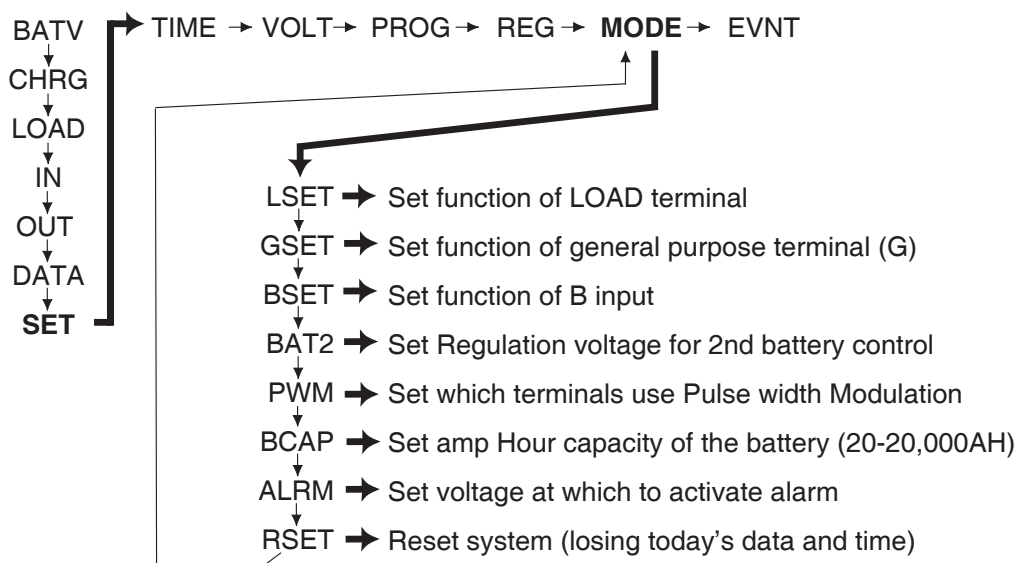 BATV
CHRG
LOAD
IN
OUT
DATA
SET
TIME VOLT PROG REG MODE EVNT
LSET Set function of LOAD terminal
GSET Set function of general purpose terminal (G)
BSET Set function of B input
BAT2 Set Regulation voltage for 2nd battery control
PWM Set which terminals use Pulse width Modulation
BCAP Set amp Hour capacity of the battery (20-20,000AH)
ALRM Set voltage at which to activate alarm
RSET Reset system (losing today's data and time)